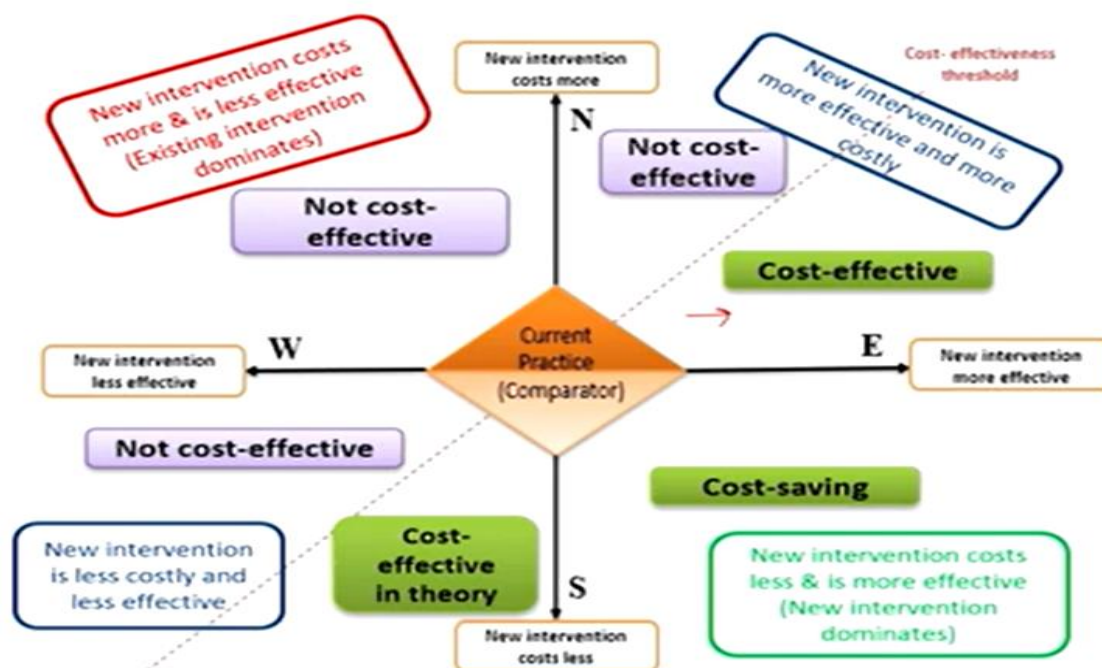 New intervention costs
more & is less effective
(Existing intervention
dominates)
New intervention
costs more
Cost- effectiveness
threshold
New intervention is
more effective and more
costly
N
Not cost-
effective
Not cost-
effective
Cost-effective
Current
Practice
(Comparator)
W
E
New intervention
less effective
New intervention
more effective
Not cost-effective
Cost-saving
New intervention
is less costly and
less effective
Cost-
effective
in theory
S
New intervention costs
less & is more effective
(New intervention
dominates)
New intervention
costs less